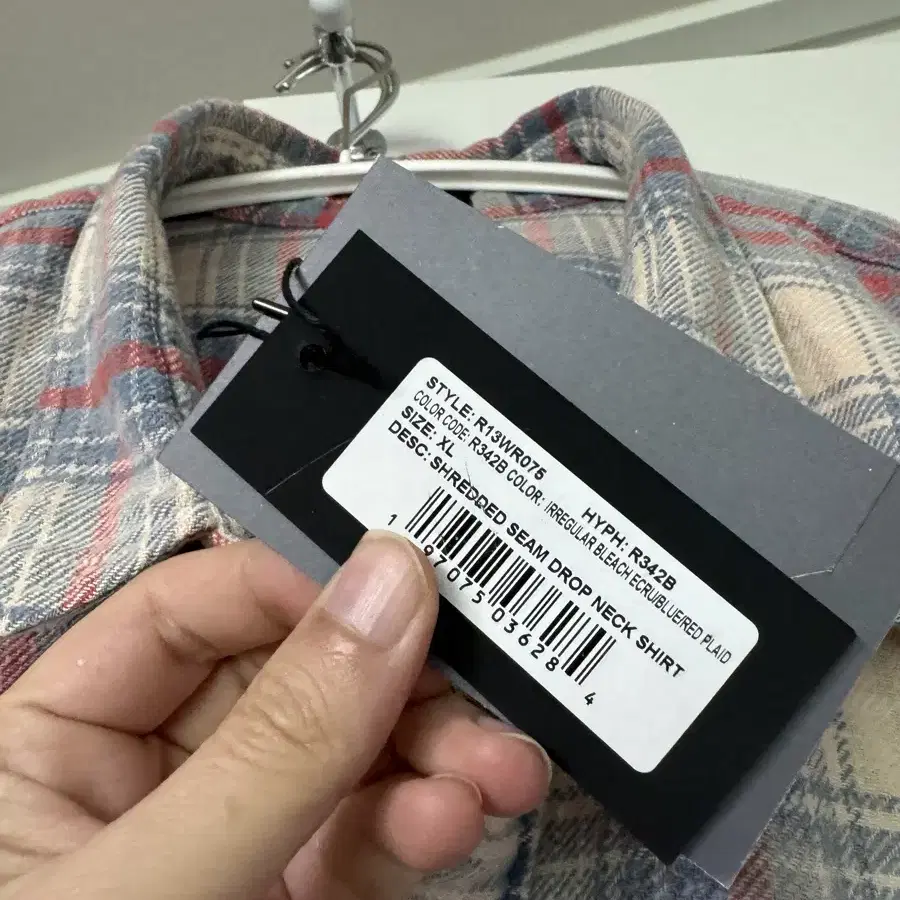 STYLE: R13WR075 HYPH: R342B
COLOR CODE: R342B COLOR: IRREGULAR BLEACH ECRU/BLUE/RED PLAID
SIZE: XL
DESC: SHREDDED SEAM DROP NECK SHIRT
1 97075 03628 4